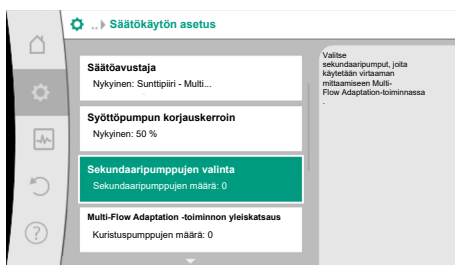 ..▸ Säätökäytön asetus
Säätöavustaja
Nykyinen: Sunttipiiri - Multi...
Syöttöpumpun korjauskerroin
Nykyinen: 50 %
Sekundaaripumppujen valinta
Sekundaaripumppujen määrä: 0
Multi-Flow Adaptation -toiminnon yleiskatsaus
Kuristuspumppujen määrä: 0
Valitse
sekundaaripumput, joita
käytetään virtaaman
mittaamiseen Multi-
Flow Adaptation-toiminnassa
.